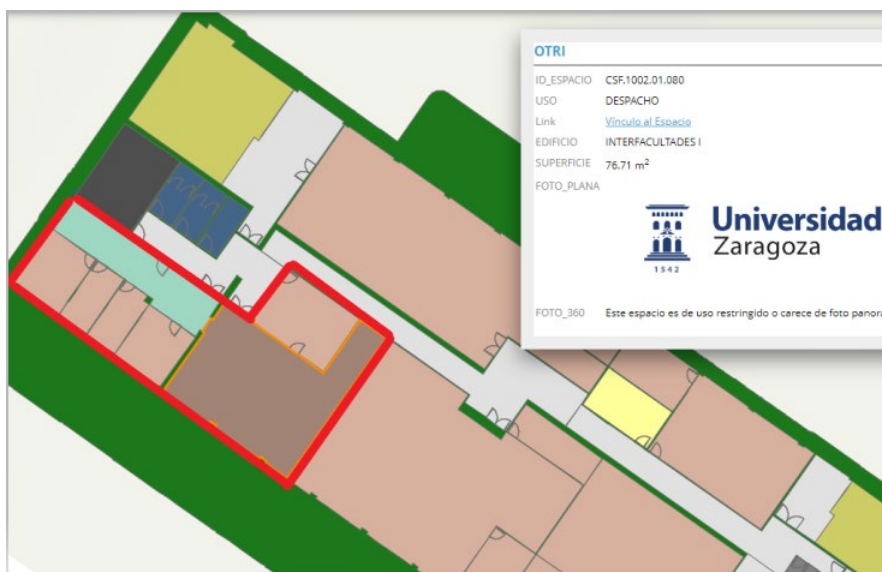 OTRI
ID_ESPACIO CSF.1002.01.080
USO DESPACHO
Link Vínculo al Espacio
EDIFICIO INTERFACULTADES I
SUPERFICIE 76.71 m²
FOTO_PLANA
Universidad
Zaragoza
1542
FOTO_360 Este espacio es de uso restringido o carece de foto panor